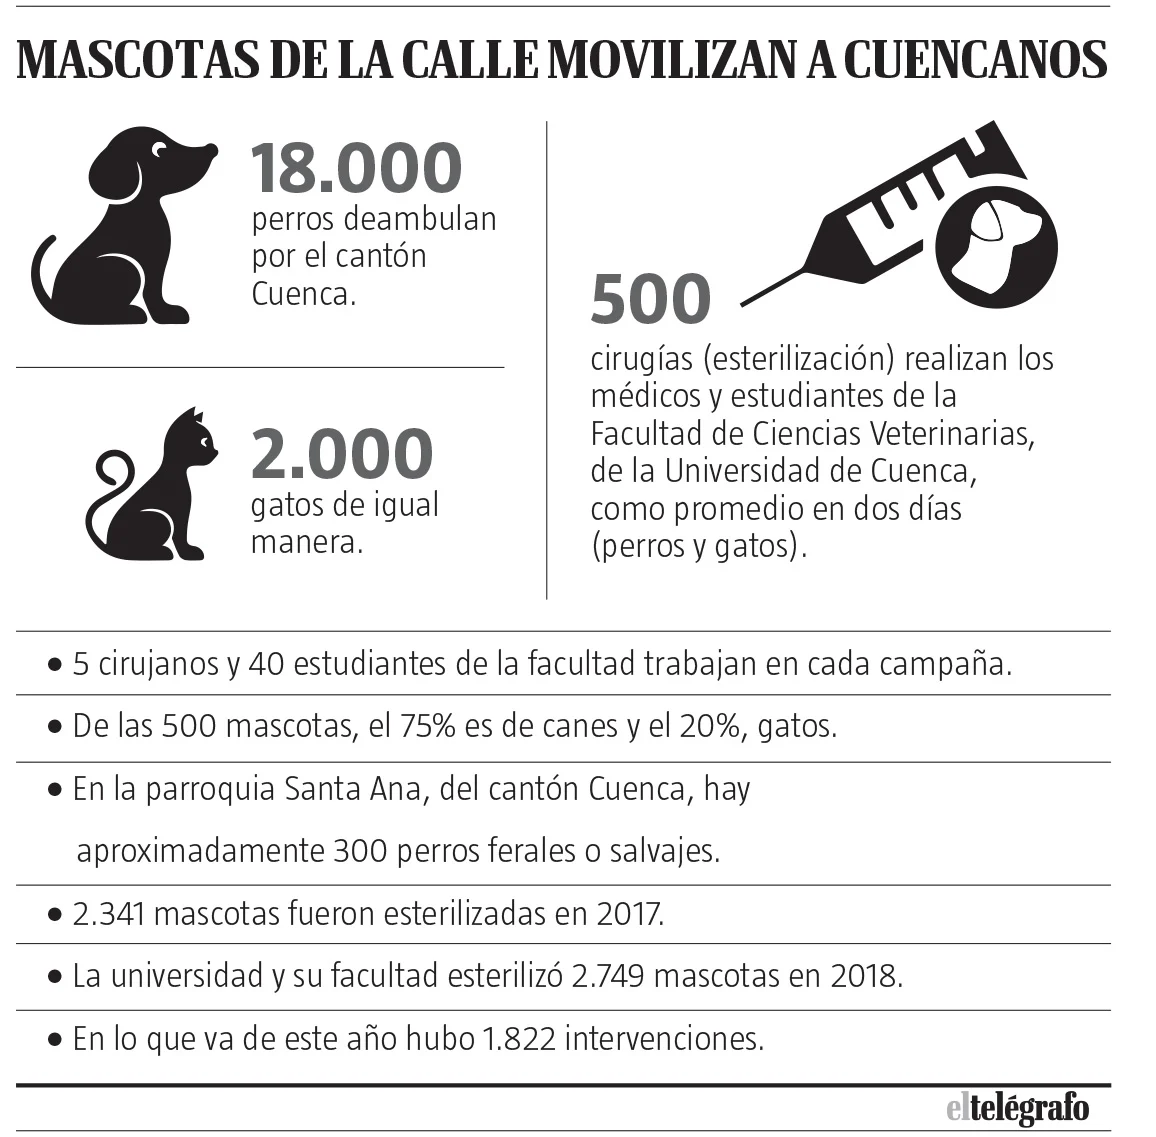 MASCOTAS DE LA CALLE MOVILIZAN A CUENCANOS
18.000
perros deambulan
por el cantón
Cuenca.
2.000
gatos de igual
manera.
500
cirugías (esterilización) realizan los
médicos y estudiantes de la
Facultad de Ciencias Veterinarias,
de la Universidad de Cuenca,
como promedio en dos días
(perros y gatos).
• 5 cirujanos y 40 estudiantes de la facultad trabajan en cada campaña.
• De las 500 mascotas, el 75% es de canes y el 20%, gatos.
• En la parroquia Santa Ana, del cantón Cuenca, hay
aproximadamente 300 perros ferales o salvajes.
• 2.341 mascotas fueron esterilizadas en 2017.
• La universidad y su facultad esterilizó 2.749 mascotas en 2018.
• En lo que va de este año hubo 1.822 intervenciones.
eltelégrafo